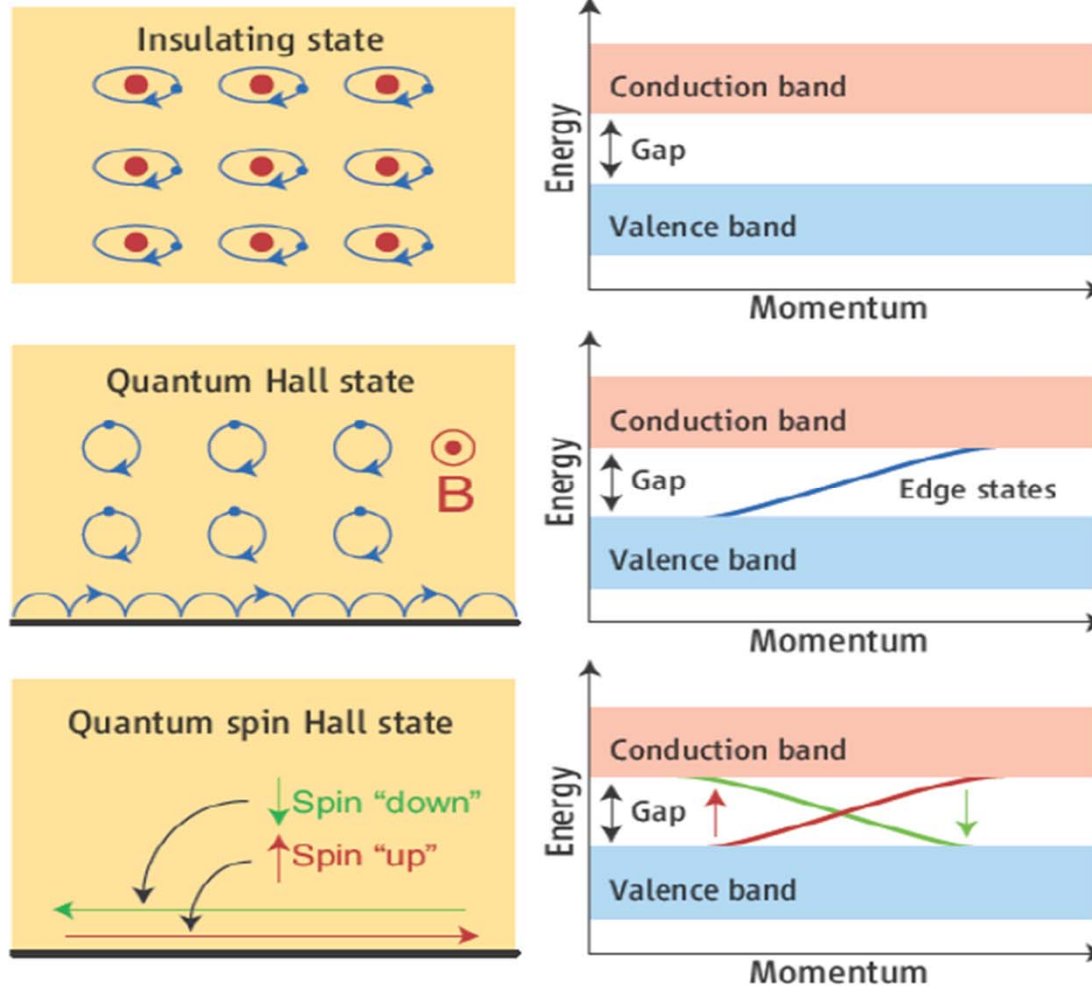 Insulating state
Energy
Conduction band
Gap
Valence band
Momentum
Quantum Hall state
B
Energy
Conduction band
Gap
Edge states
Valence band
Momentum
Quantum spin Hall state
Spin “down”
Spin “up”
Energy
Conduction band
Gap
Valence band
Momentum